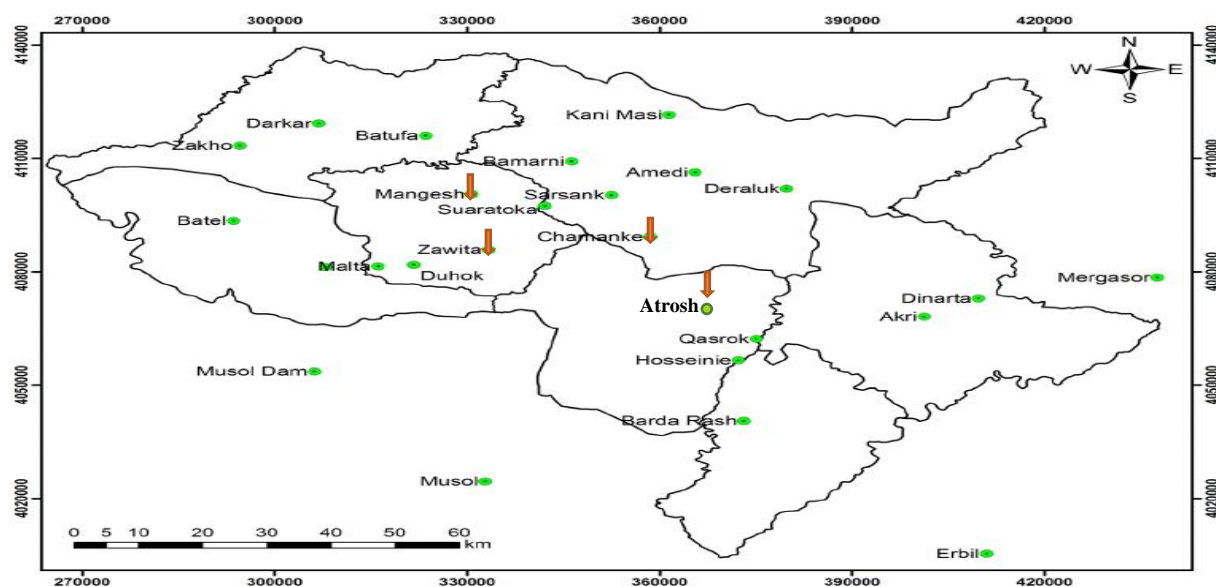 270000 300000 330000 360000 390000 420000
4140000 4140000
N
W E
S
Kani Masi
Darkar
Batufa
Zakho
4110000 4110000
Bamarni
Amedi
Deraluk
Mangesh
Sarsank
Suaratoka
Batel
Chamanke
Zawita
Malta
Duhok
4080000 4080000
Mergasor
Dinarta
Atrosh
Akri
Qasrok
Hosseinie
Musol Dam
4050000 4050000
Barda Rash
Musol
4020000 4020000
0 5 10 20 30 40 50 60
km
Erbil
270000 300000 330000 360000 390000 420000